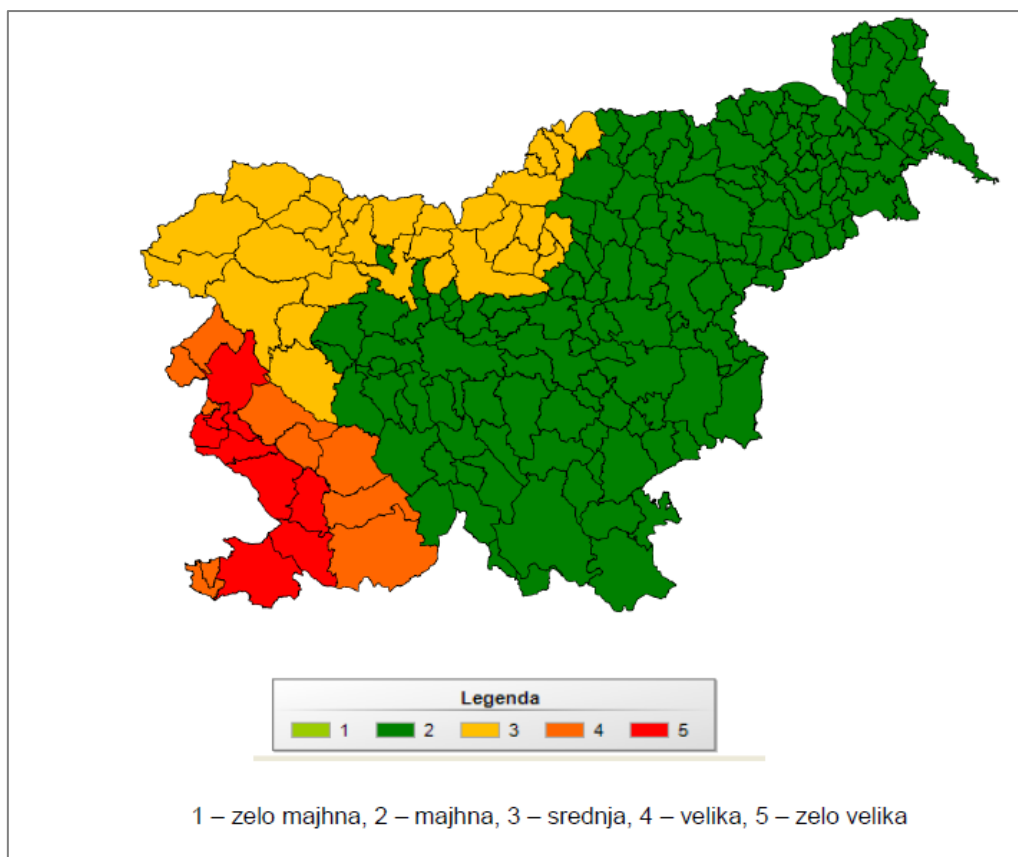 Legenda
1 2 3 4 5
1 – zelo majhna, 2 – majhna, 3 – srednja, 4 – velika, 5 – zelo velika